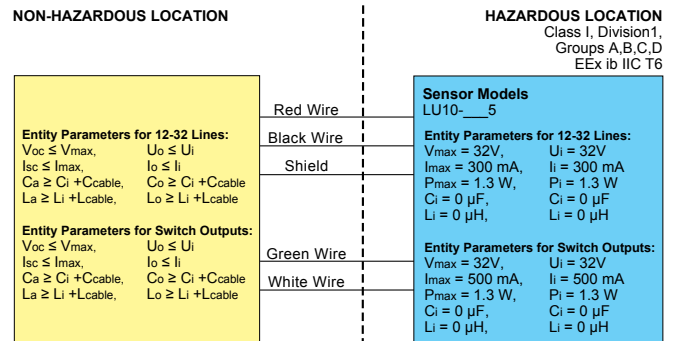 NON-HAZARDOUS LOCATION
HAZARDOUS LOCATION
Class I, Division1,
Groups A,B,C,D
EEx ib IIC T6
Entity Parameters for 12-32 Lines:
Voc ≤ Vmax, Uo ≤ Ui
Isc ≤ Imax, Io ≤ Ii
Ca ≥ Ci +Ccable, Co ≥ Ci +Ccable
La ≥ Li +Lcable, Lo ≥ Li +Lcable
Entity Parameters for Switch Outputs:
Voc ≤ Vmax, Uo ≤ Ui
Isc ≤ Imax, Io ≤ Ii
Ca ≥ Ci +Ccable, Co ≥ Ci +Ccable
La ≥ Li +Lcable, Lo ≥ Li +Lcable
Red Wire
Black Wire
Shield
Green Wire
White Wire
Sensor Models
LU10-___5
Entity Parameters for 12-32 Lines:
Vmax = 32V, Ui = 32V
Imax = 300 mA, Ii = 300 mA
Pmax = 1.3 W, Pi = 1.3 W
Ci = 0 µF, Ci = 0 µF
Li = 0 µH, Li = 0 µH
Entity Parameters for Switch Outputs:
Vmax = 32V, Ui = 32V
Imax = 500 mA, Ii = 500 mA
Pmax = 1.3 W, Pi = 1.3 W
Ci = 0 µF, Ci = 0 µF
Li = 0 µH, Li = 0 µH